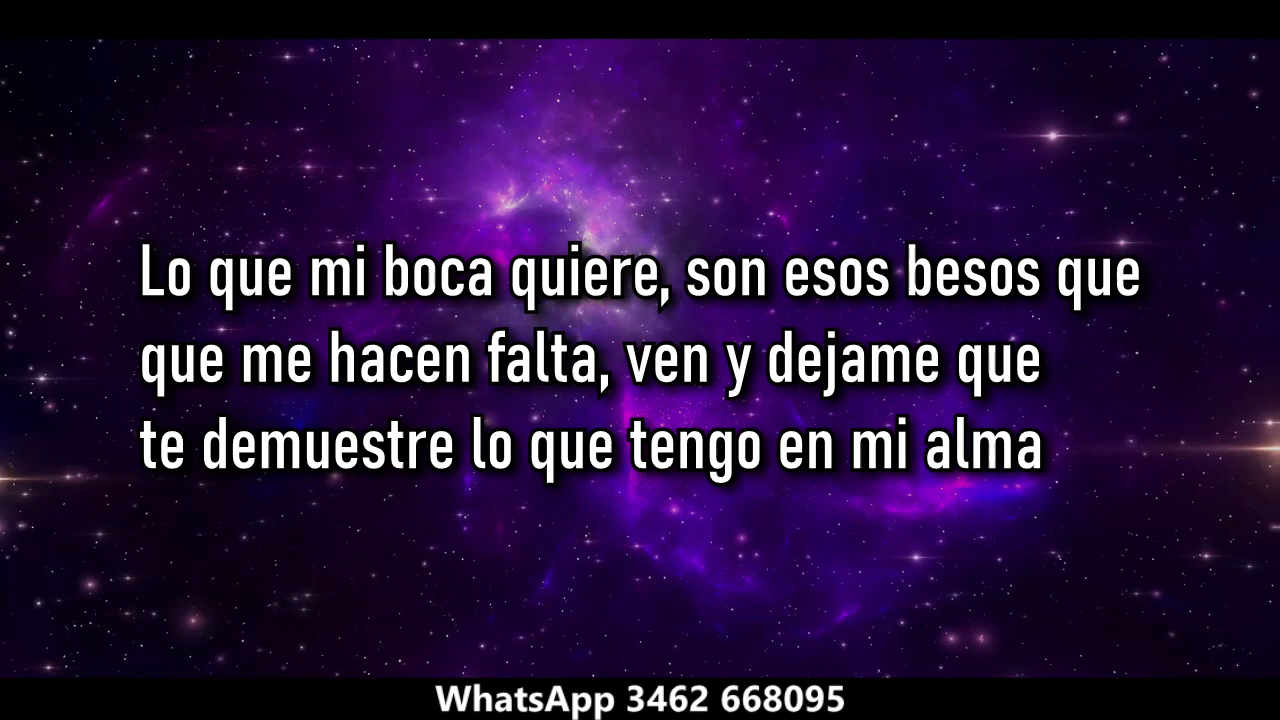 Lo que mi boca quiere, son esos besos que
que me hacen falta, ven y dejame que
te demuestre lo que tengo en mi alma
WhatsApp 3462 668095